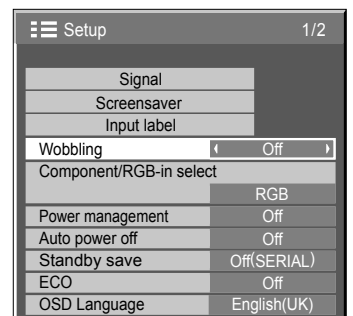 Setup 1/2
Signal
Screensaver
Input label
Wobbling Off
Component/RGB-in select
RGB
Power management Off
Auto power off Off
Standby save Off(SERIAL)
ECO Off
OSD Language English(UK)